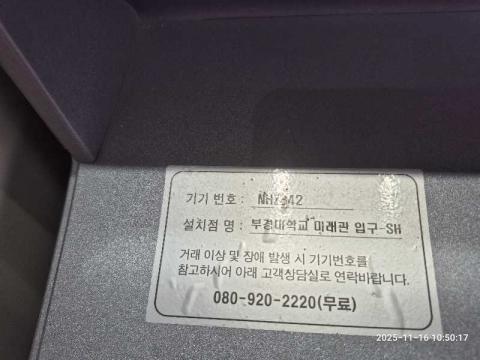 기기 번호 :
설치점 명 : 부경대학교 미래관 입구-SH
거래 이상 및 장애 발생 시 기기번호를
참고하시어 아래 고객상담실로 연락바랍니다.
080-920-2220(무료)
2025-11-16 10:50:17